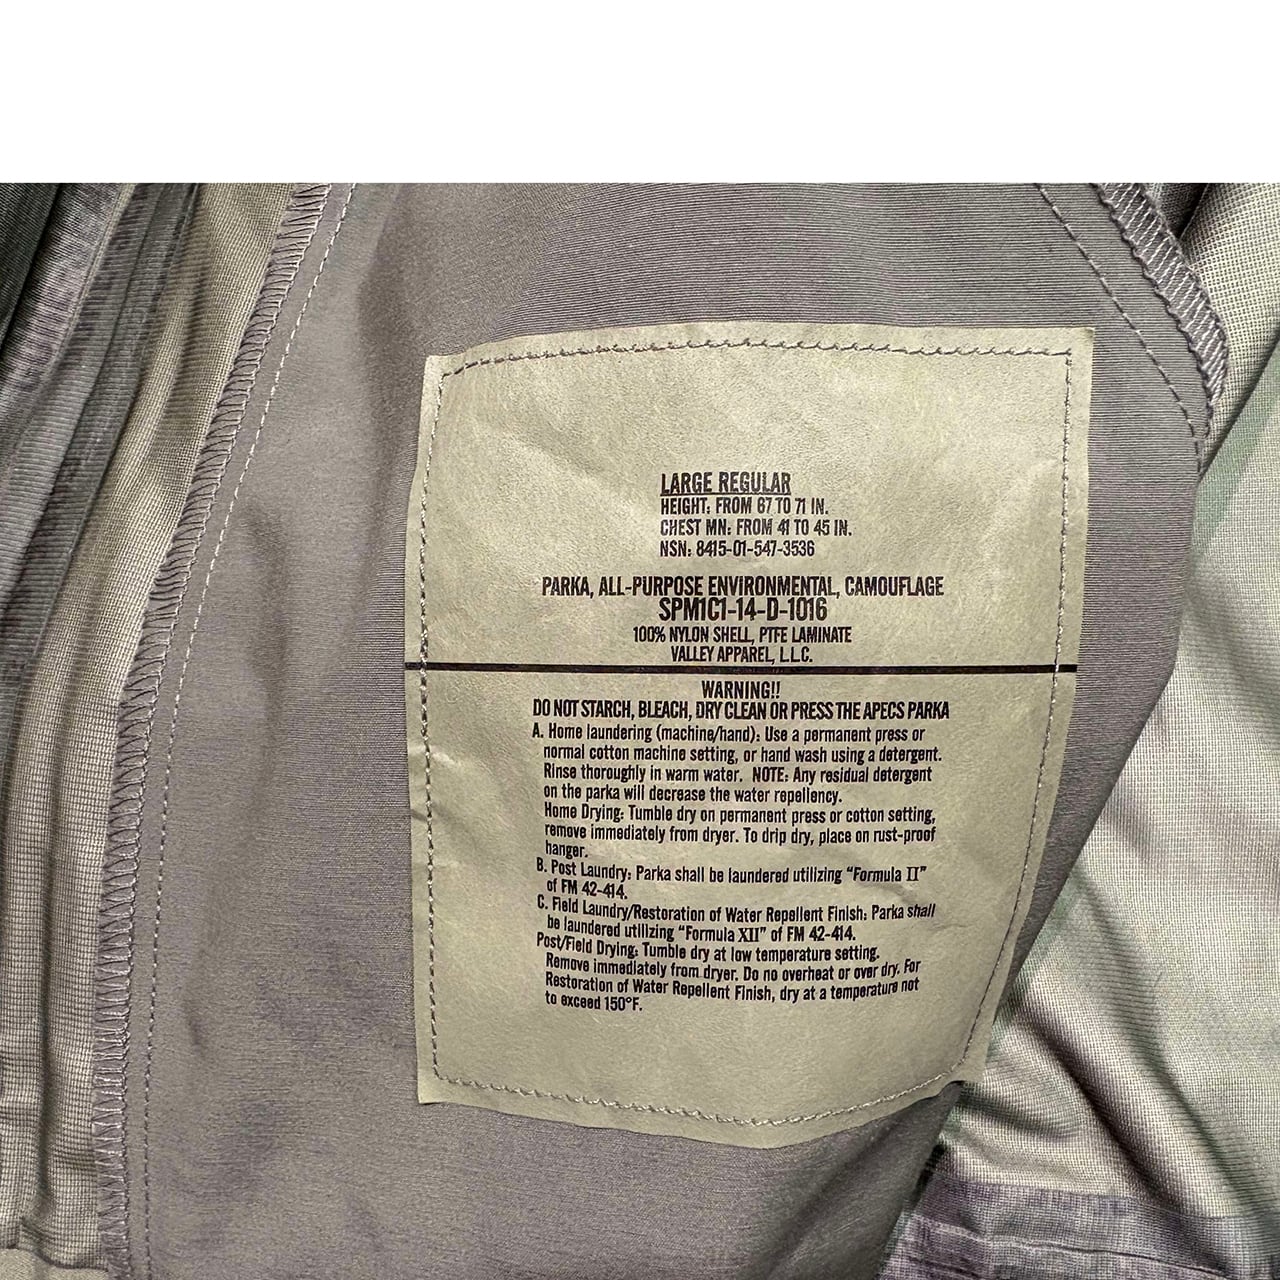 LARGE REGULAR
HEIGHT: FROM 67 TO 71 IN.
CHEST MN: FROM 41 TO 45 IN.
NSN: 8415-01-547-3536
PARKA, ALL-PURPOSE ENVIRONMENTAL, CAMOUFLAGE
SPM1C1-14-D-1016
100% NYLON SHELL, PTFE LAMINATE
VALLEY APPAREL, L.L.C.
WARNING!!
DO NOT STARCH, BLEACH, DRY CLEAN OR PRESS THE APECS PARKA
A. Home laundering (machine/hand): Use a permanent press or
normal cotton machine setting, or hand wash using a detergent.
Rinse thoroughly in warm water. NOTE: Any residual detergent
on the parka will decrease the water repellency.
Home Drying: Tumble dry on permanent press or cotton setting,
remove immediately from dryer. To drip dry, place on rust-proof
hanger.
B. Post Laundry: Parka shall be laundered utilizing "Formula II"
of FM 42-414.
C. Field Laundry/Restoration of Water Repellent Finish: Parka shall
be laundered utilizing "Formula XII" of FM 42-414.
Post/Field Drying: Tumble dry at low temperature setting.
Remove immediately from dryer. Do no overheat or over dry. For
Restoration of Water Repellent Finish, dry at a temperature not
to exceed 150°F.